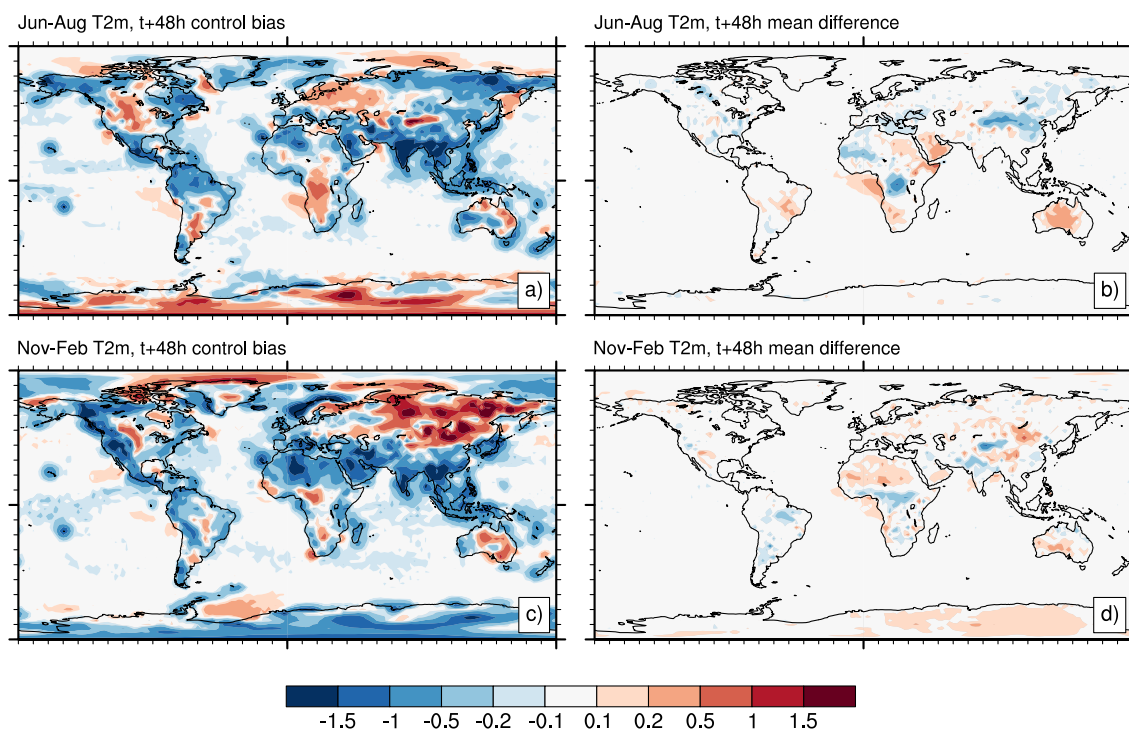 Jun-Aug T2m, t+48h control bias
Jun-Aug T2m, t+48h mean difference
a)
b)
Nov-Feb T2m, t+48h control bias
Nov-Feb T2m, t+48h mean difference
c)
d)
-1.5 -1 -0.5 -0.2 -0.1 0.1 0.2 0.5 1 1.5